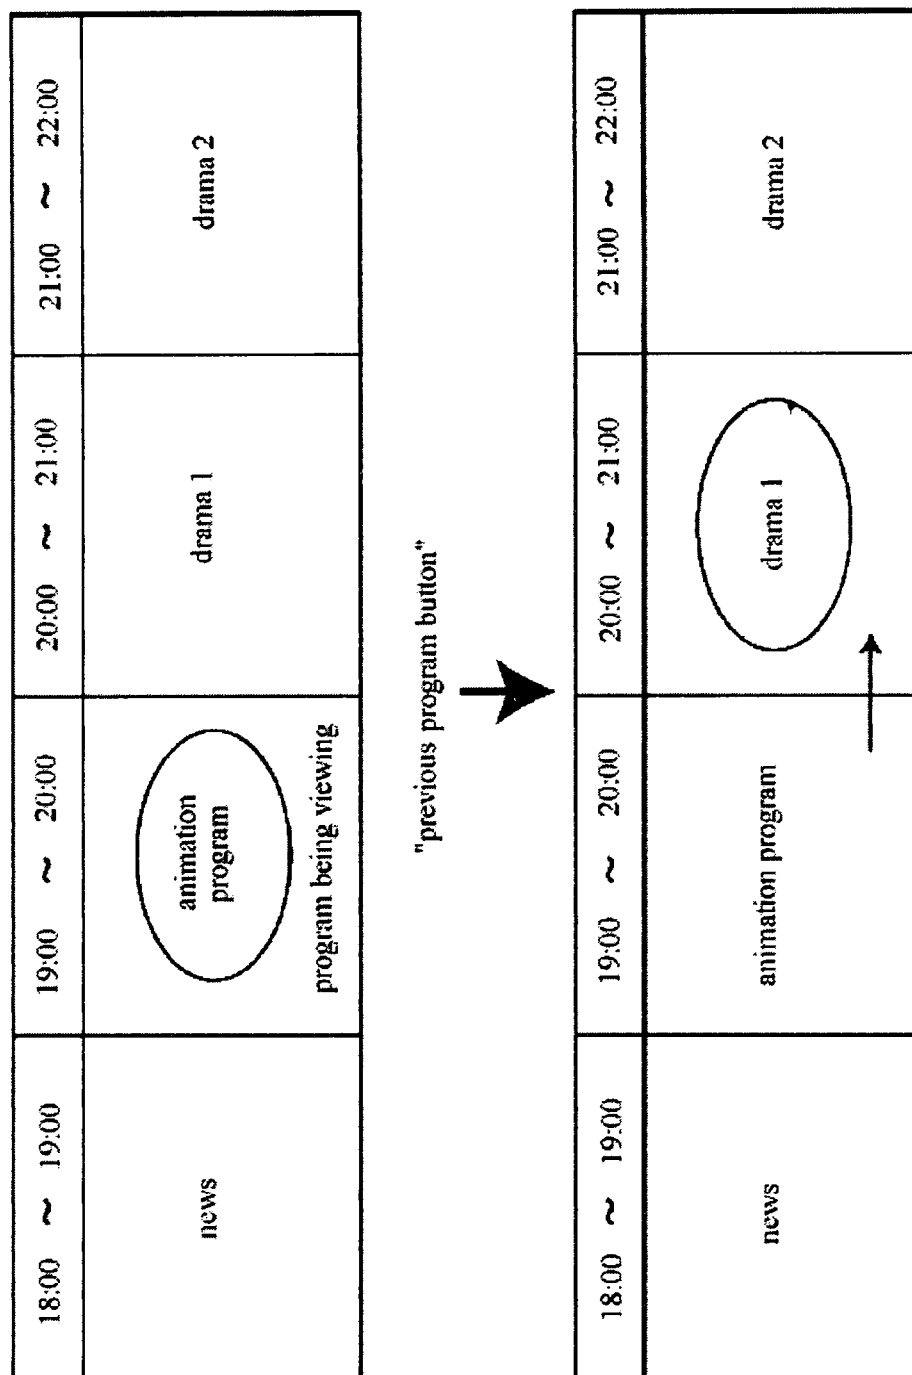 18:00 ~ 19:00
19:00 ~ 20:00
20:00 ~ 21:00
21:00 ~ 22:00
news
animation
program
program being viewing
drama 1
drama 2
"previous program button"
18:00 ~ 19:00
19:00 ~ 20:00
20:00 ~ 21:00
21:00 ~ 22:00
news
animation program
drama 1
drama 2